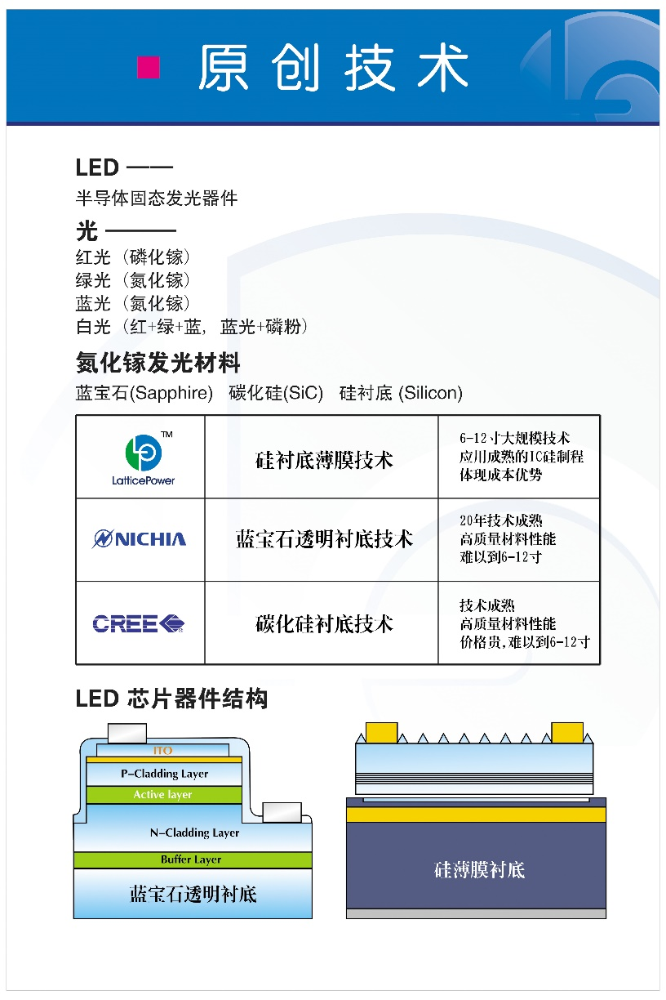 原创技术
LED ——
半导体固态发光器件
光 ———
红光（磷化镓）
绿光（氮化镓）
蓝光（氮化镓）
白光（红+绿+蓝，蓝光+磷粉）
氮化镓发光材料
蓝宝石(Sapphire) 碳化硅(SiC) 硅衬底 (Silicon)
TM
LatticePower
硅衬底薄膜技术
6-12寸大规模技术
应用成熟的IC硅制程
体现成本优势
NICHIA
蓝宝石透明衬底技术
20年技术成熟
高质量材料性能
难以到6-12寸
CREE
碳化硅衬底技术
技术成熟
高质量材料性能
价格贵,难以到6-12寸
LED 芯片器件结构
ITO
P-Cladding Layer
Active layer
N-Cladding Layer
Buffer Layer
蓝宝石透明衬底
硅薄膜衬底